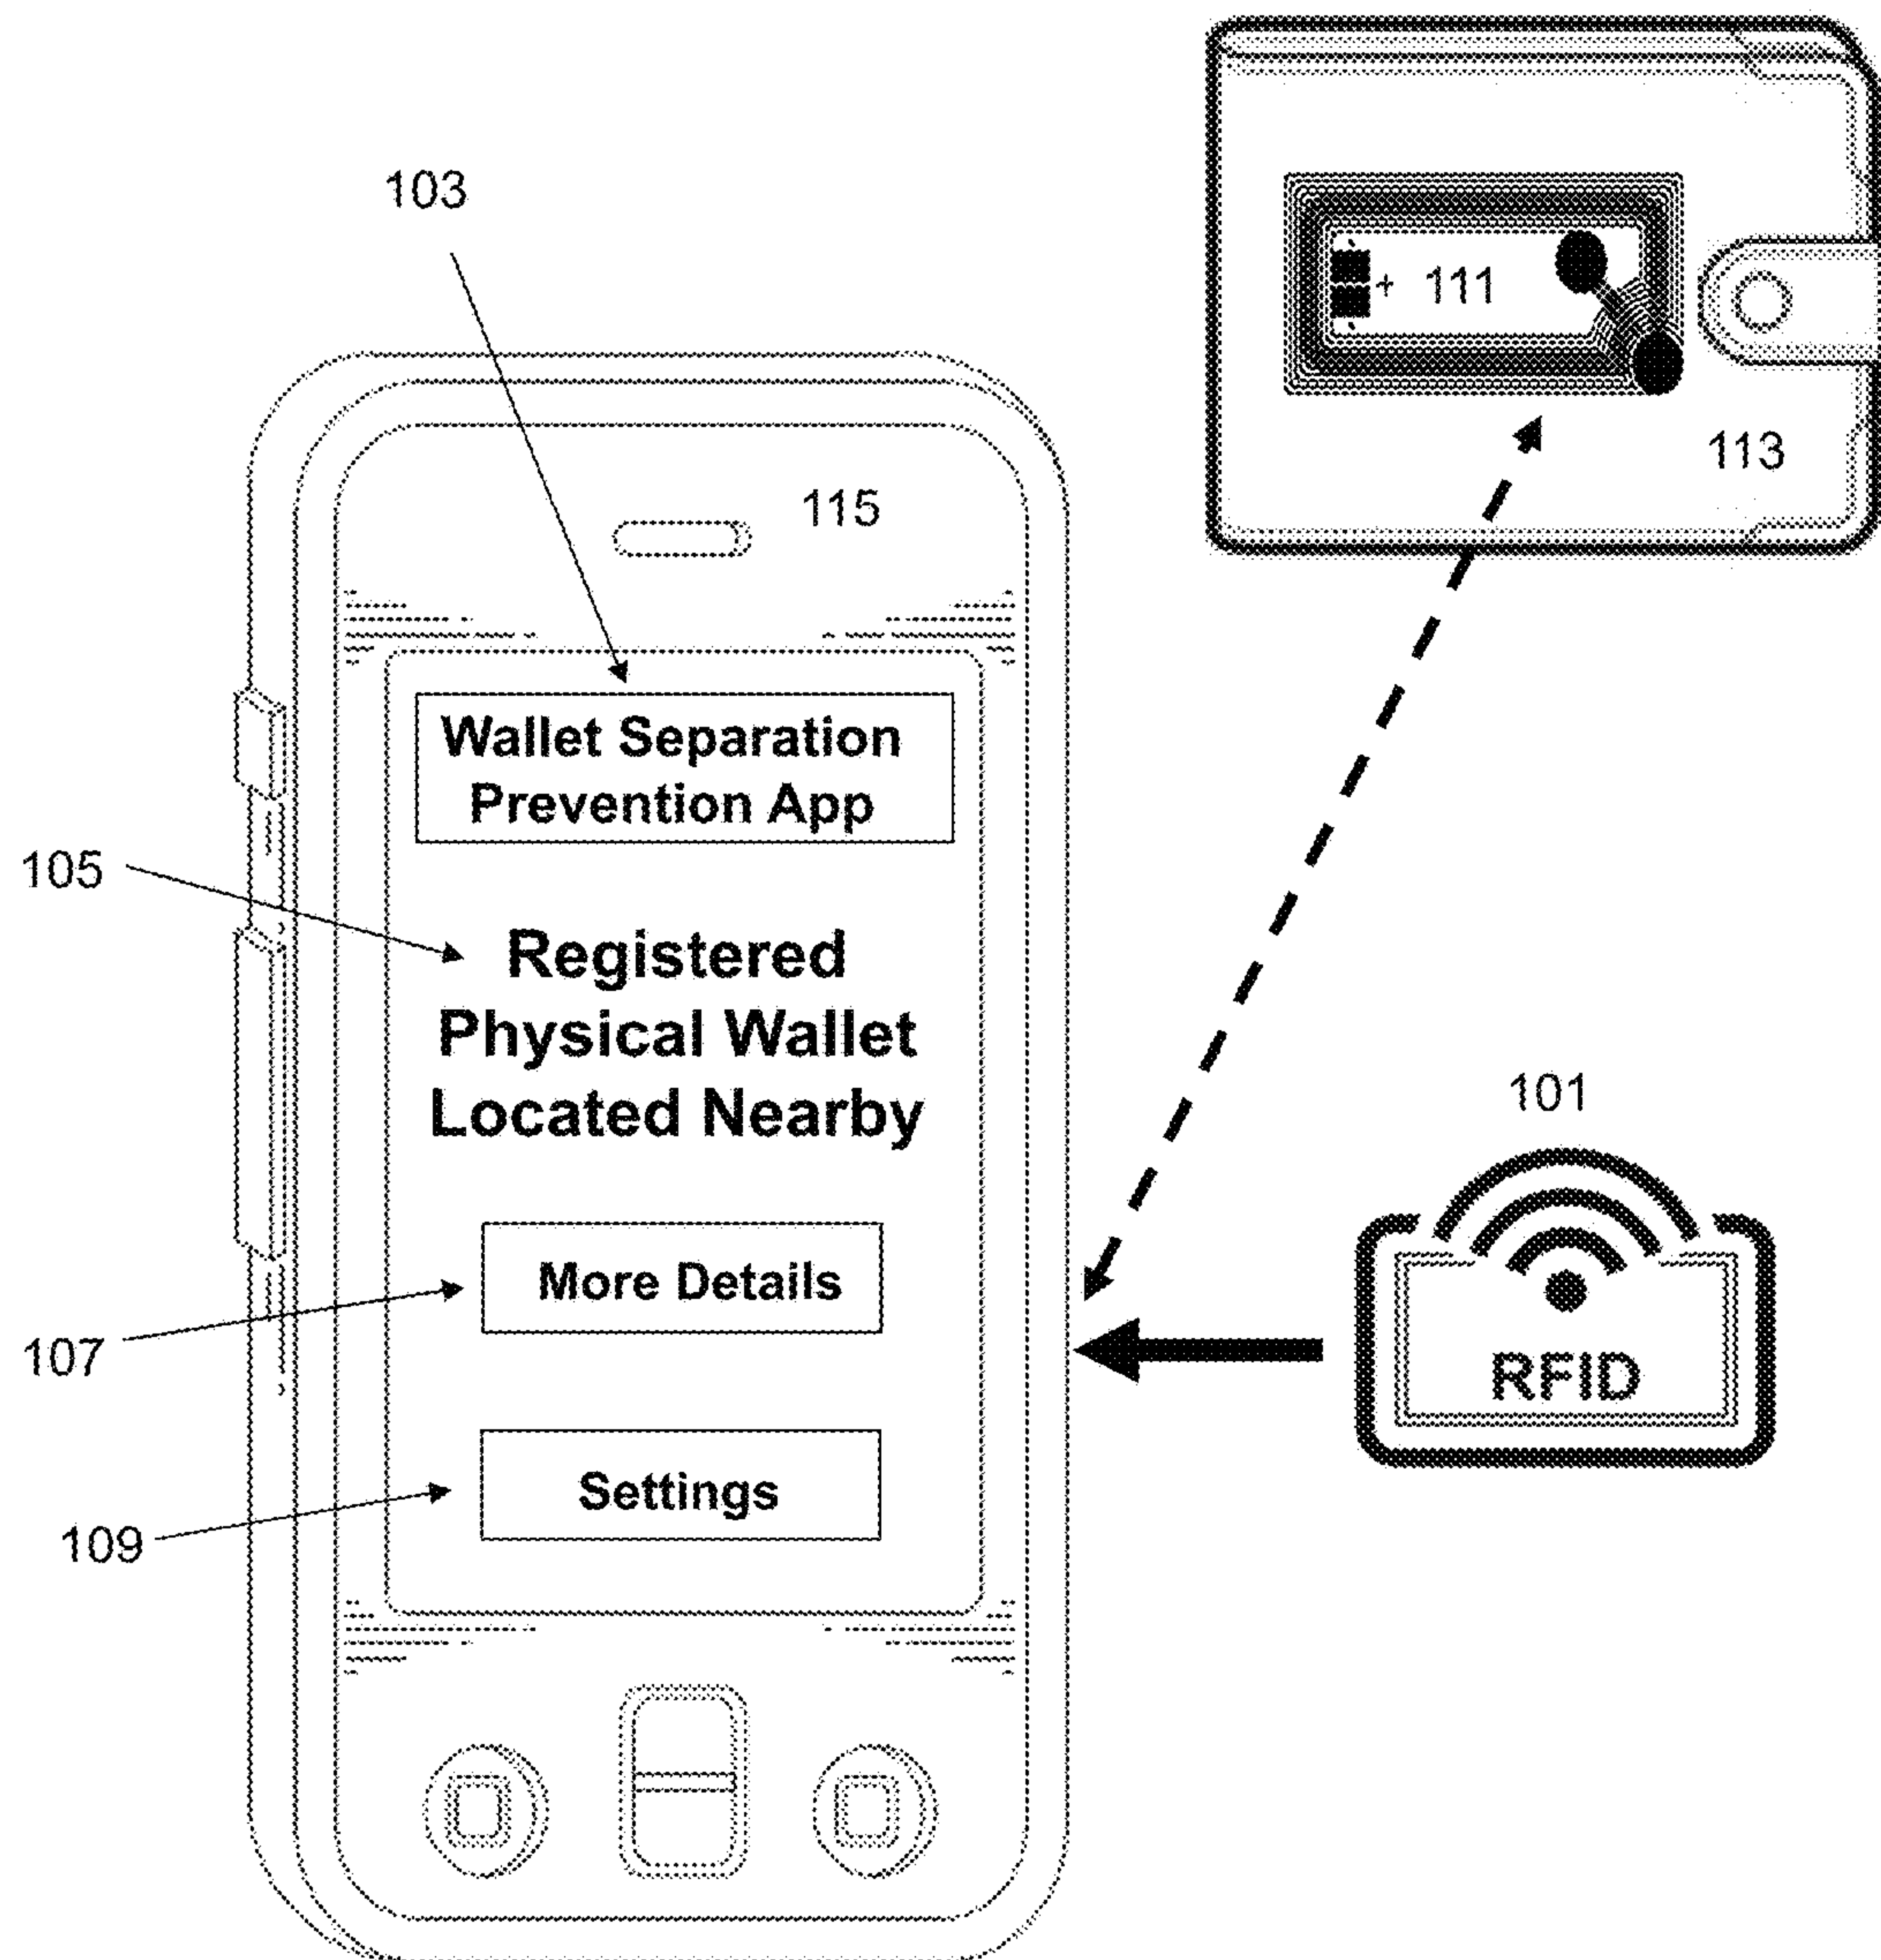 103
+ 111
113
115
Wallet Separation
Prevention App
105
Registered
Physical Wallet
Located Nearby
101
More Details
107
RFID
Settings
109